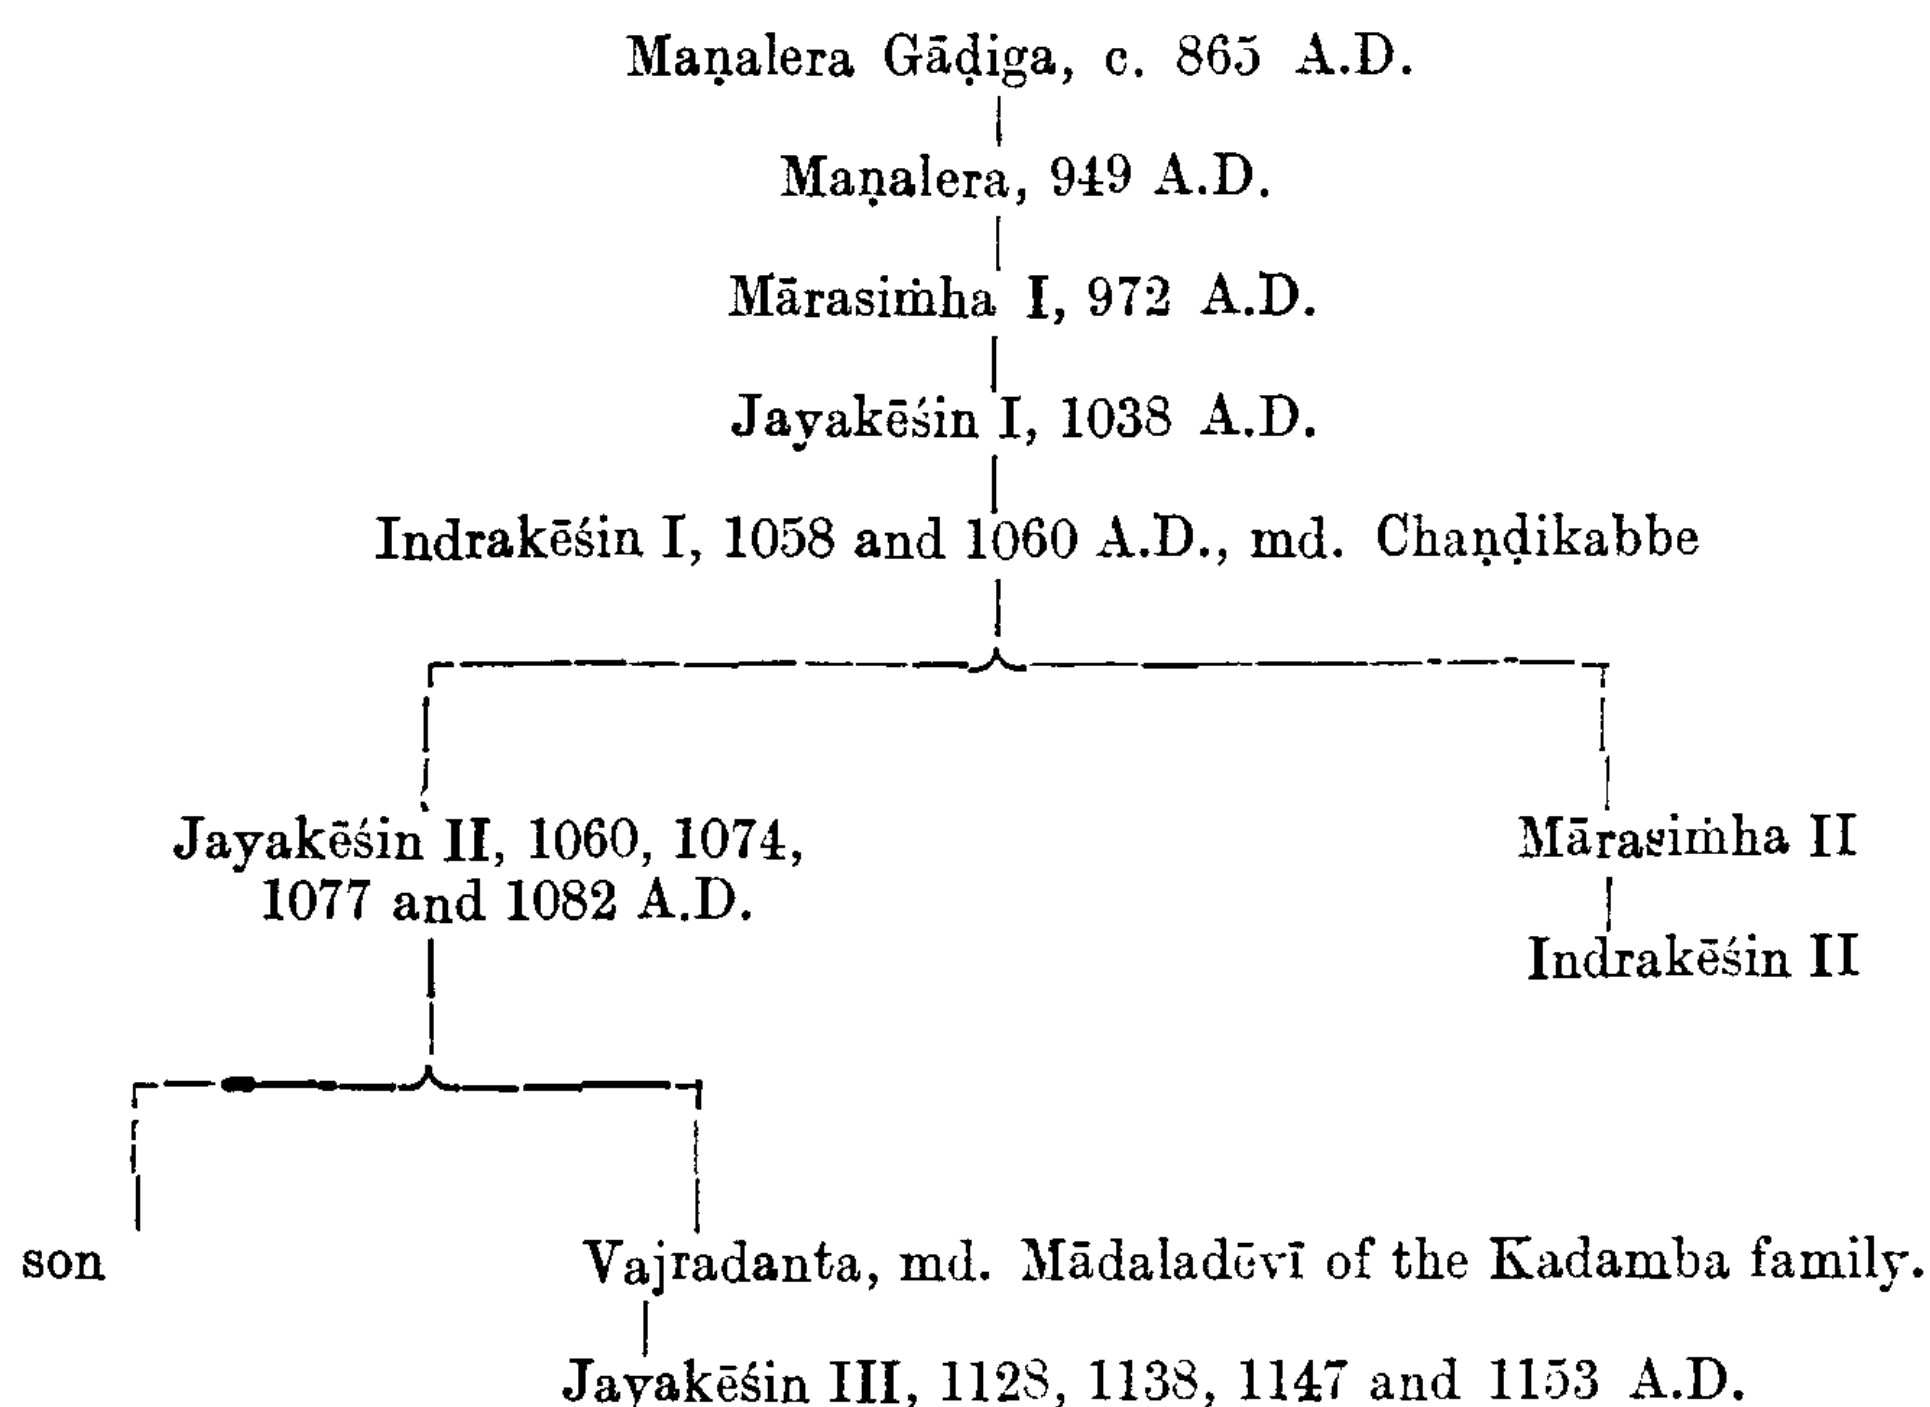 Maṇalera Gāḍiga, c. 865 A.D.
Maṇalera, 949 A.D.
Mārasiṁha I, 972 A.D.
Jayakēśin I, 1038 A.D.
Indrakēśin I, 1058 and 1060 A.D., md. Chaṇḍikabbe
Jayakēśin II, 1060, 1074,
1077 and 1082 A.D.
Mārasiṁha II
Indrakēśin II
son
Vajradanta, md. Mādaladēvī of the Kadamba family.
Jayakēśin III, 1128, 1138, 1147 and 1153 A.D.